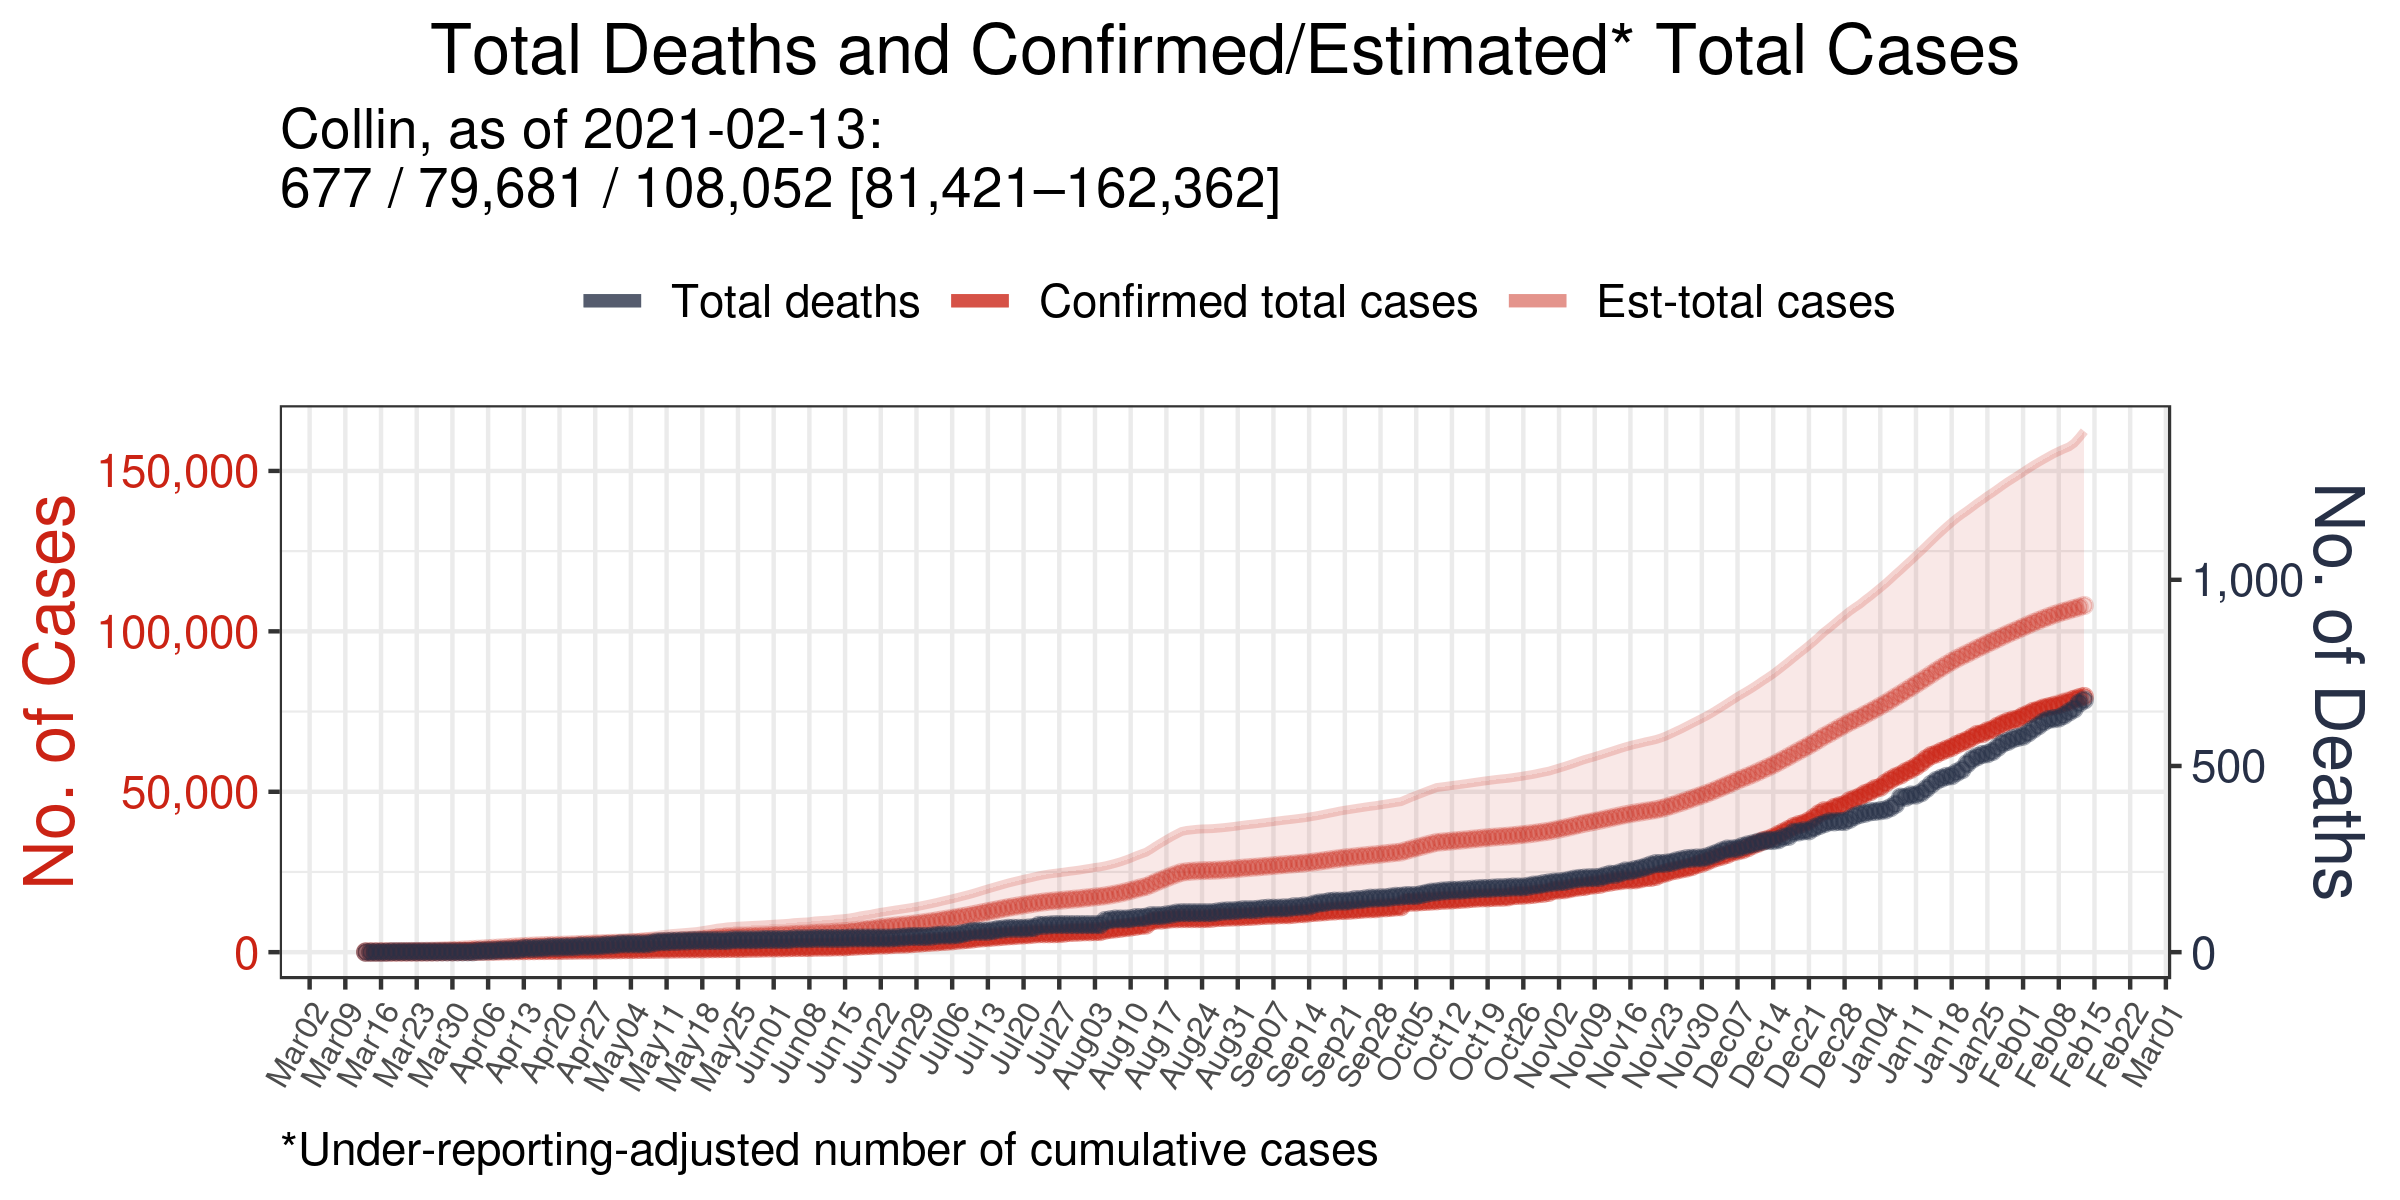 Total Deaths and Confirmed/Estimated* Total Cases
Collin, as of 2021-02-13:
677 / 79,681 / 108,052 [81,421–162,362]
Total deaths
Confirmed total cases
Est-total cases
No. of Cases
150,000
100,000
50,000
0
No. of Deaths
1,000
500
0
Mar02
Mar09
Mar16
Mar23
Mar30
Apr06
Apr13
Apr20
Apr27
May04
May11
May18
May25
Jun01
Jun08
Jun15
Jun22
Jun29
Jul06
Jul13
Jul20
Jul27
Aug03
Aug10
Aug17
Aug24
Aug31
Sep07
Sep14
Sep21
Sep28
Oct05
Oct12
Oct19
Oct26
Nov02
Nov09
Nov16
Nov23
Nov30
Dec07
Dec14
Dec21
Dec28
Jan04
Jan11
Jan18
Jan25
Feb01
Feb08
Feb15
Feb22
Mar01
*Under-reporting-adjusted number of cumulative cases